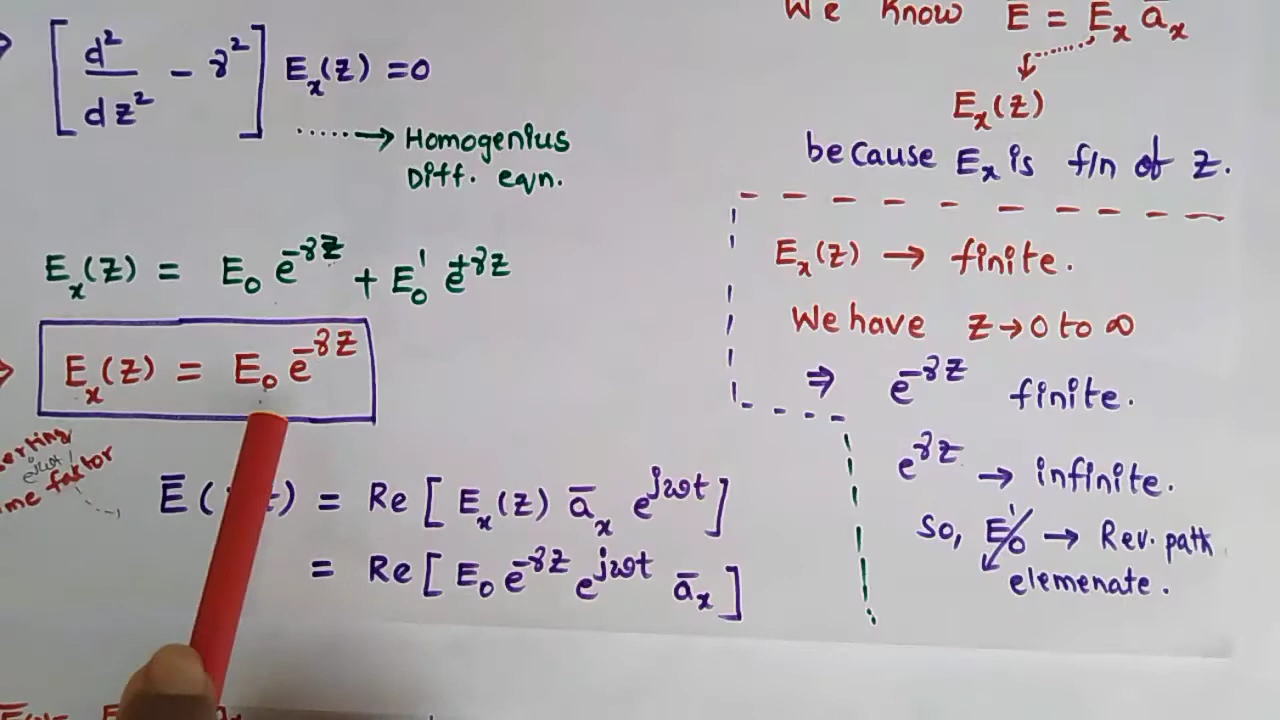 [d²/dz² - γ²] Eₓ(z) = 0
......→ Homogenius
Diff. eqn.
Eₓ(z) = E₀ e^-γz + E₀' e^+γz
Eₓ(z) = E₀ e^-γz
erting
e^jωt
me factor
Ē( t) = Re [ Eₓ(z) āₓ e^jωt ]
= Re [ E₀ e^-γz e^jωt āₓ ]
We know Ē = Eₓ āₓ
Eₓ(z)
because Eₓ is f/n of z.
Eₓ(z) → finite.
We have z → 0 to ∞
⇒ e^-γz finite.
e^γz → infinite.
So, E₀' → Rev. path
elemenate.